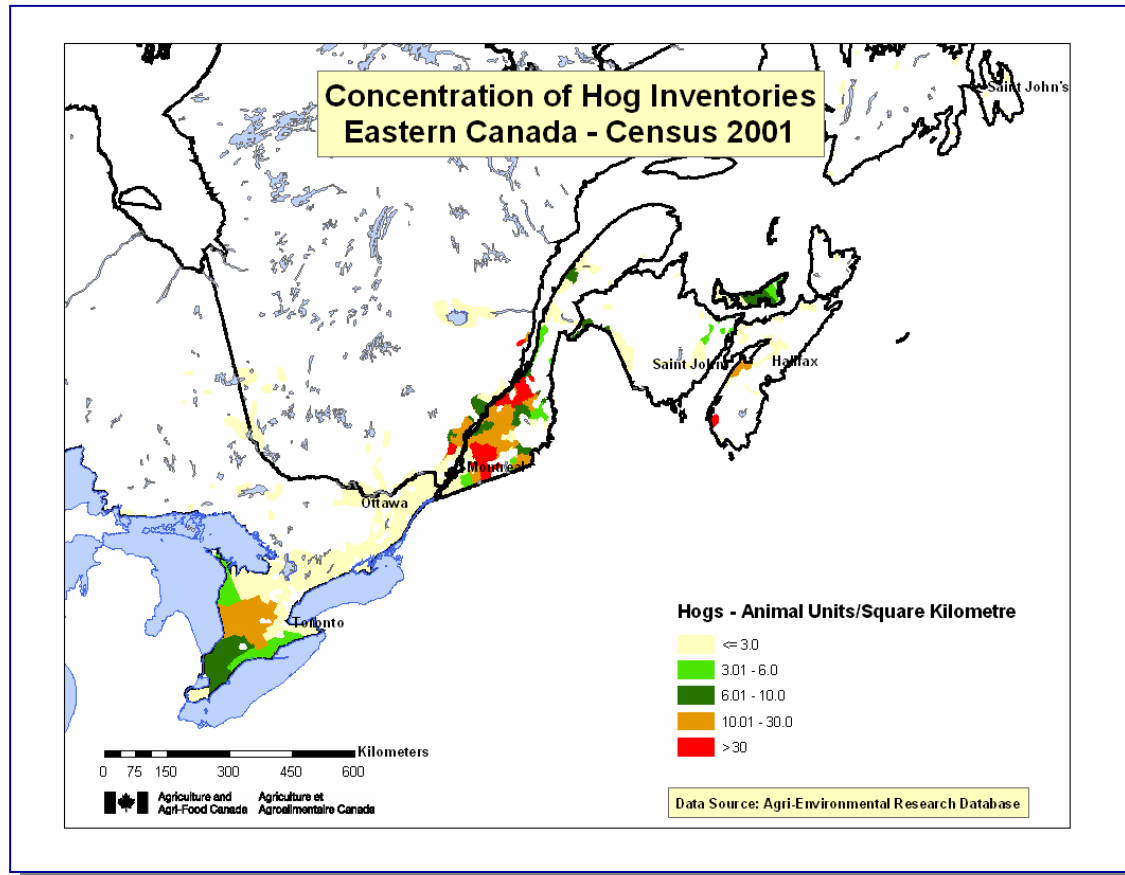 Concentration of Hog Inventories
Eastern Canada - Census 2001
Saint John's
Saint John
Halifax
Montreal
Ottawa
Toronto
Hogs - Animal Units/Square Kilometre
<= 3.0
3.01 - 6.0
6.01 - 10.0
10.01 - 30.0
>30
Kilometers
0 75 150 300 450 600
Agriculture and Agriculture et
Agri-Food Canada Agroalimentaire Canada
Data Source: Agri-Environmental Research Database